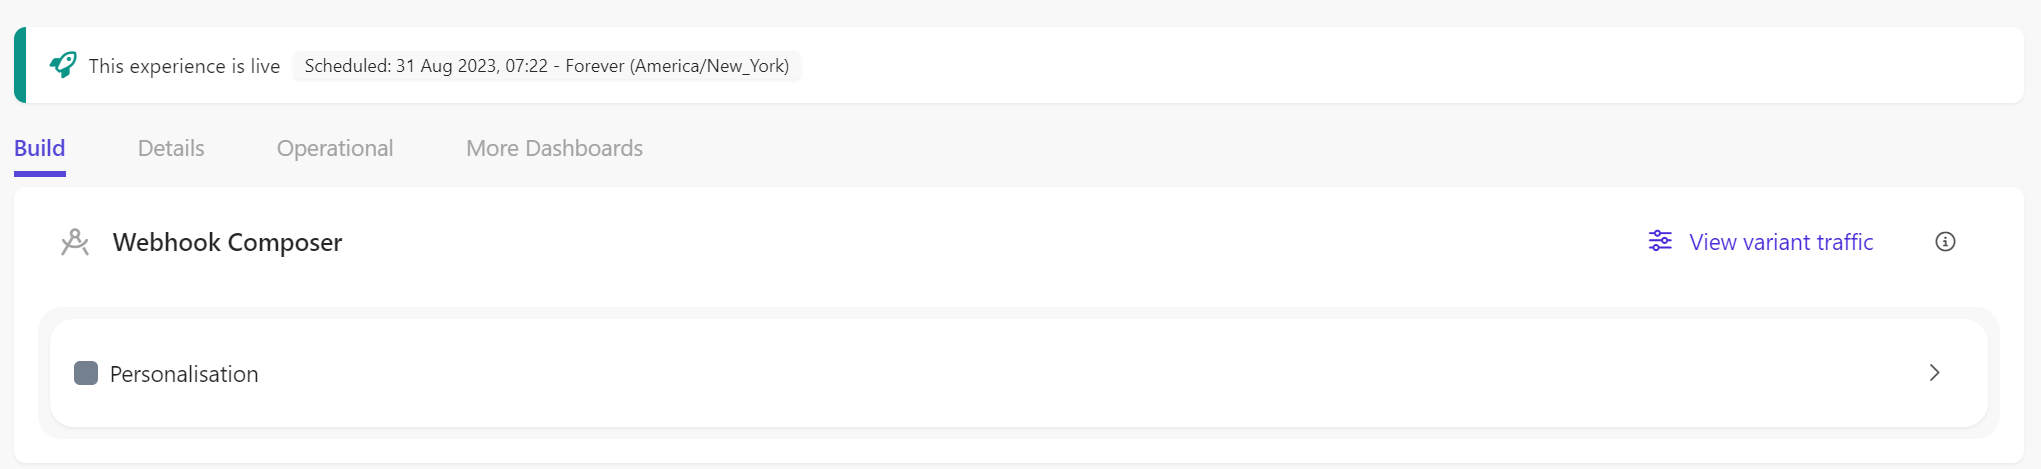 This experience is live Scheduled: 31 Aug 2023, 07:22 - Forever (America/New_York)
Build Details Operational More Dashboards
Webhook Composer View variant traffic
Personalisation